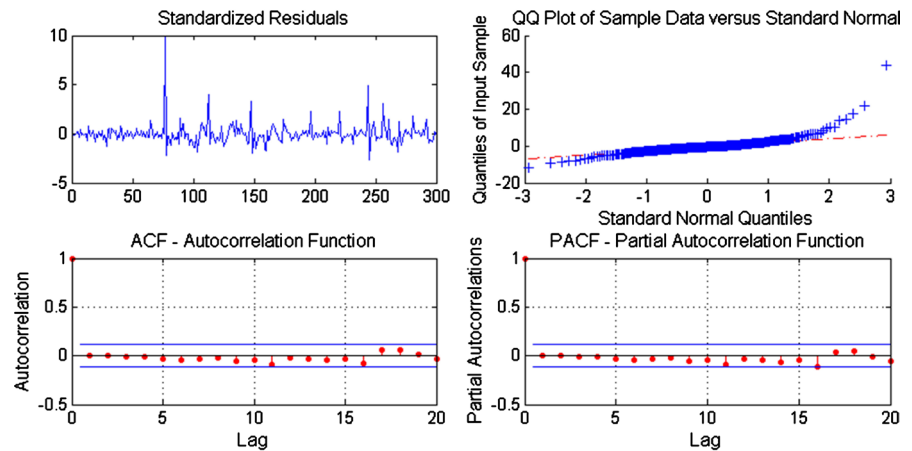 Standardized Residuals
10
5
0
-5
0 50 100 150 200 250 300
QQ Plot of Sample Data versus Standard Normal
Quantiles of Input Sample
60
40
20
0
-20
-3 -2 -1 0 1 2 3
Standard Normal Quantiles
ACF - Autocorrelation Function
Autocorrelation
1
0.5
0
-0.5
0 5 10 15 20
Lag
PACF - Partial Autocorrelation Function
Partial Autocorrelations
1
0.5
0
-0.5
0 5 10 15 20
Lag